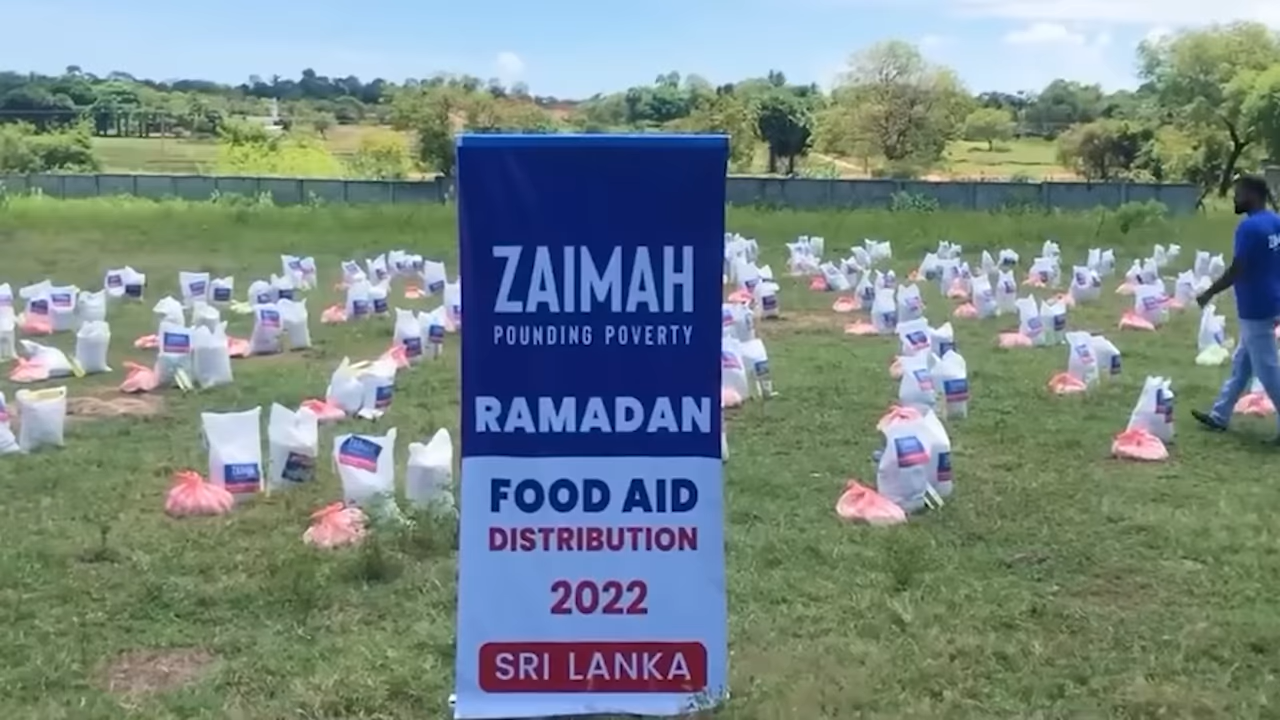 ZAIMAH
POUNDING POVERTY
RAMADAN
FOOD AID
DISTRIBUTION
2022
SRI LANKA